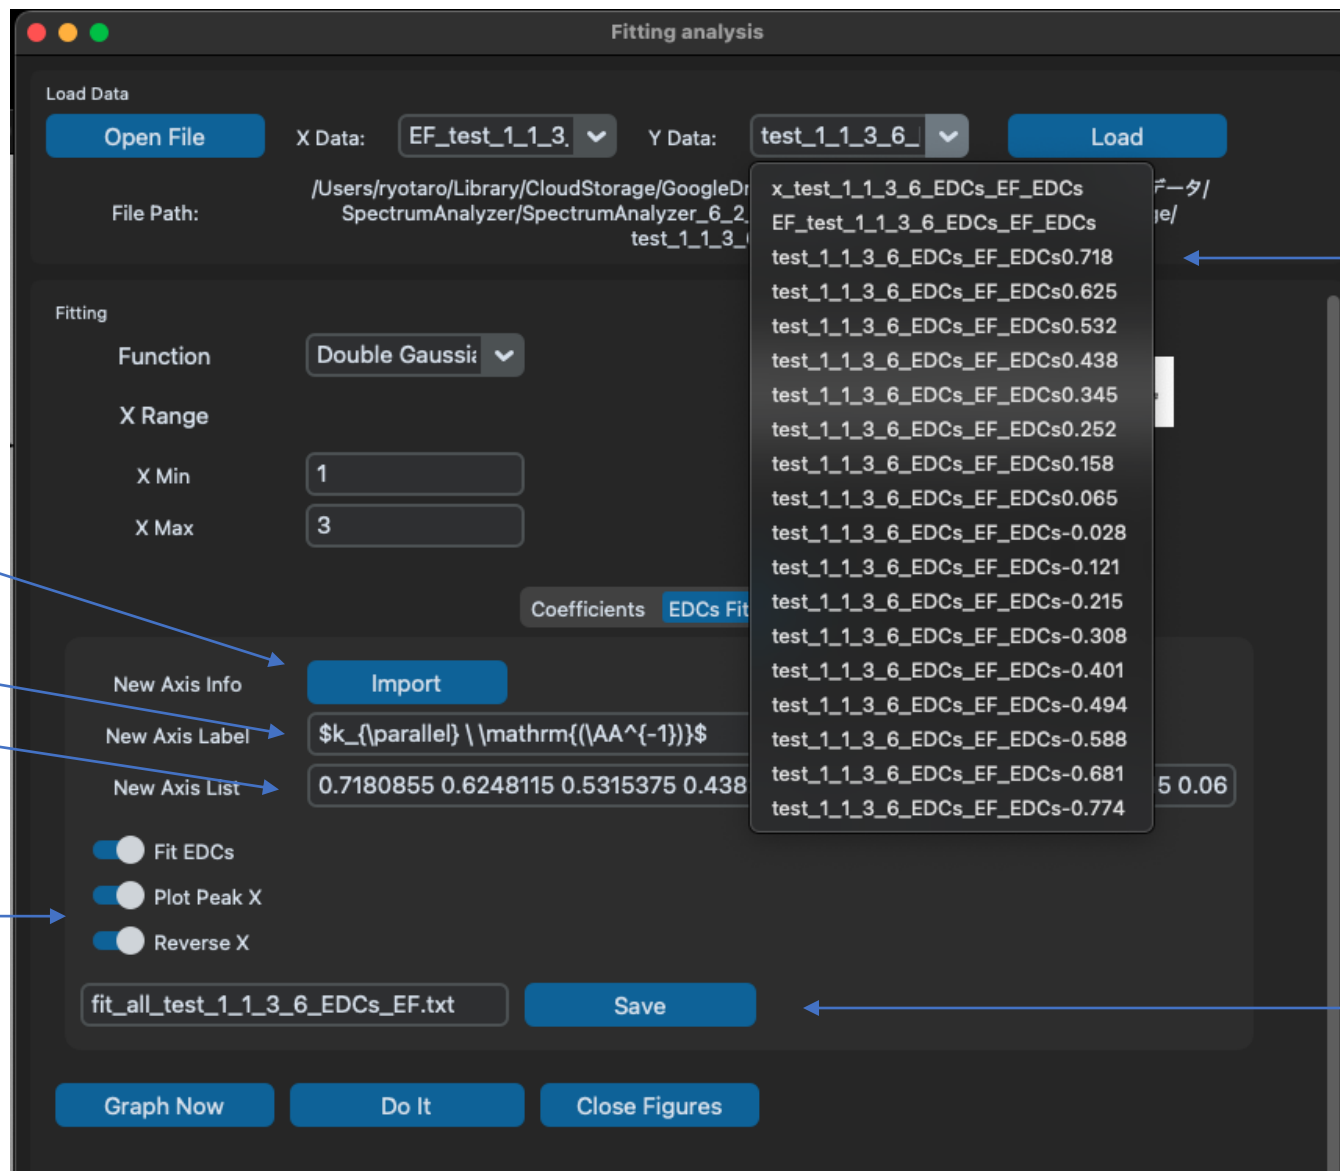 Fitting analysis
Load Data
Open File
X Data:
EF_test_1_1_3_
Y Data:
test_1_1_3_6_
Load
File Path:
/Users/ryotaro/Library/CloudStorage/GoogleDr
データ/
SpectrumAnalyzer/SpectrumAnalyzer_6_2_
ge/
test_1_1_3_
x_test_1_1_3_6_EDCs_EF_EDCs
EF_test_1_1_3_6_EDCs_EF_EDCs
test_1_1_3_6_EDCs_EF_EDCs0.718
test_1_1_3_6_EDCs_EF_EDCs0.625
test_1_1_3_6_EDCs_EF_EDCs0.532
test_1_1_3_6_EDCs_EF_EDCs0.438
test_1_1_3_6_EDCs_EF_EDCs0.345
test_1_1_3_6_EDCs_EF_EDCs0.252
test_1_1_3_6_EDCs_EF_EDCs0.158
test_1_1_3_6_EDCs_EF_EDCs0.065
test_1_1_3_6_EDCs_EF_EDCs-0.028
test_1_1_3_6_EDCs_EF_EDCs-0.121
test_1_1_3_6_EDCs_EF_EDCs-0.215
test_1_1_3_6_EDCs_EF_EDCs-0.308
test_1_1_3_6_EDCs_EF_EDCs-0.401
test_1_1_3_6_EDCs_EF_EDCs-0.494
test_1_1_3_6_EDCs_EF_EDCs-0.588
test_1_1_3_6_EDCs_EF_EDCs-0.681
test_1_1_3_6_EDCs_EF_EDCs-0.774
Fitting
Function
Double Gaussi
X Range
X Min
1
X Max
3
Coefficients
EDCs Fit
New Axis Info
Import
New Axis Label
$k_{\parallel} \ \mathrm{(\AA^{-1})}$
New Axis List
0.7180855 0.6248115 0.5315375 0.438
5 0.06
Fit EDCs
Plot Peak X
Reverse X
fit_all_test_1_1_3_6_EDCs_EF.txt
Save
Graph Now
Do It
Close Figures